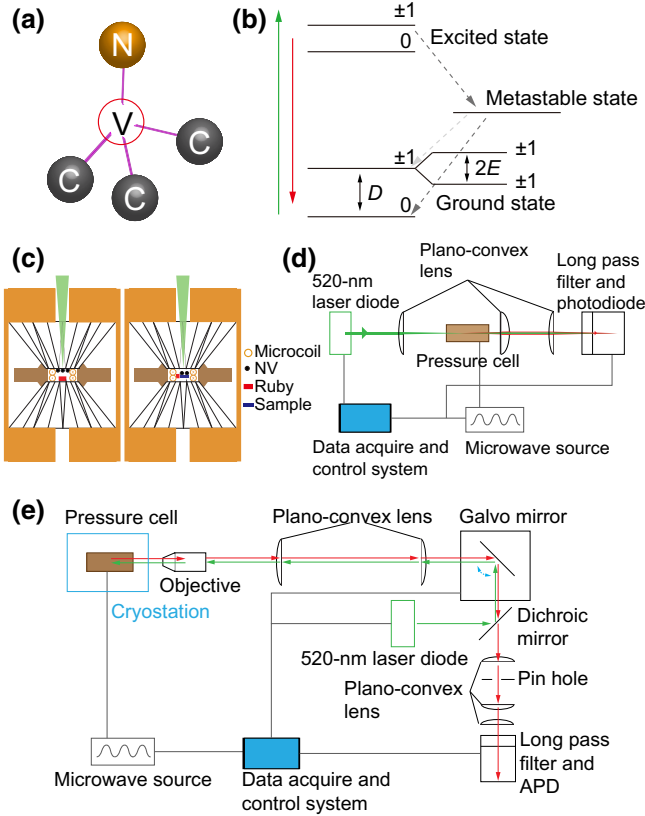 (a)
N
V
C
C
C
(b)
±1
0
Excited state
Metastable state
±1
±1
2E
±1
D
0
Ground state
(c)
Microcoil
NV
Ruby
Sample
(d)
Plano-convex
lens
Long pass
filter and
photodiode
520-nm
laser diode
Pressure cell
Data acquire and
control system
Microwave source
(e)
Pressure cell
Plano-convex lens
Galvo mirror
Objective
Cryostation
Dichroic
mirror
520-nm laser diode
Pin hole
Plano-convex
lens
Long pass
filter and
APD
Microwave source
Data acquire and
control system